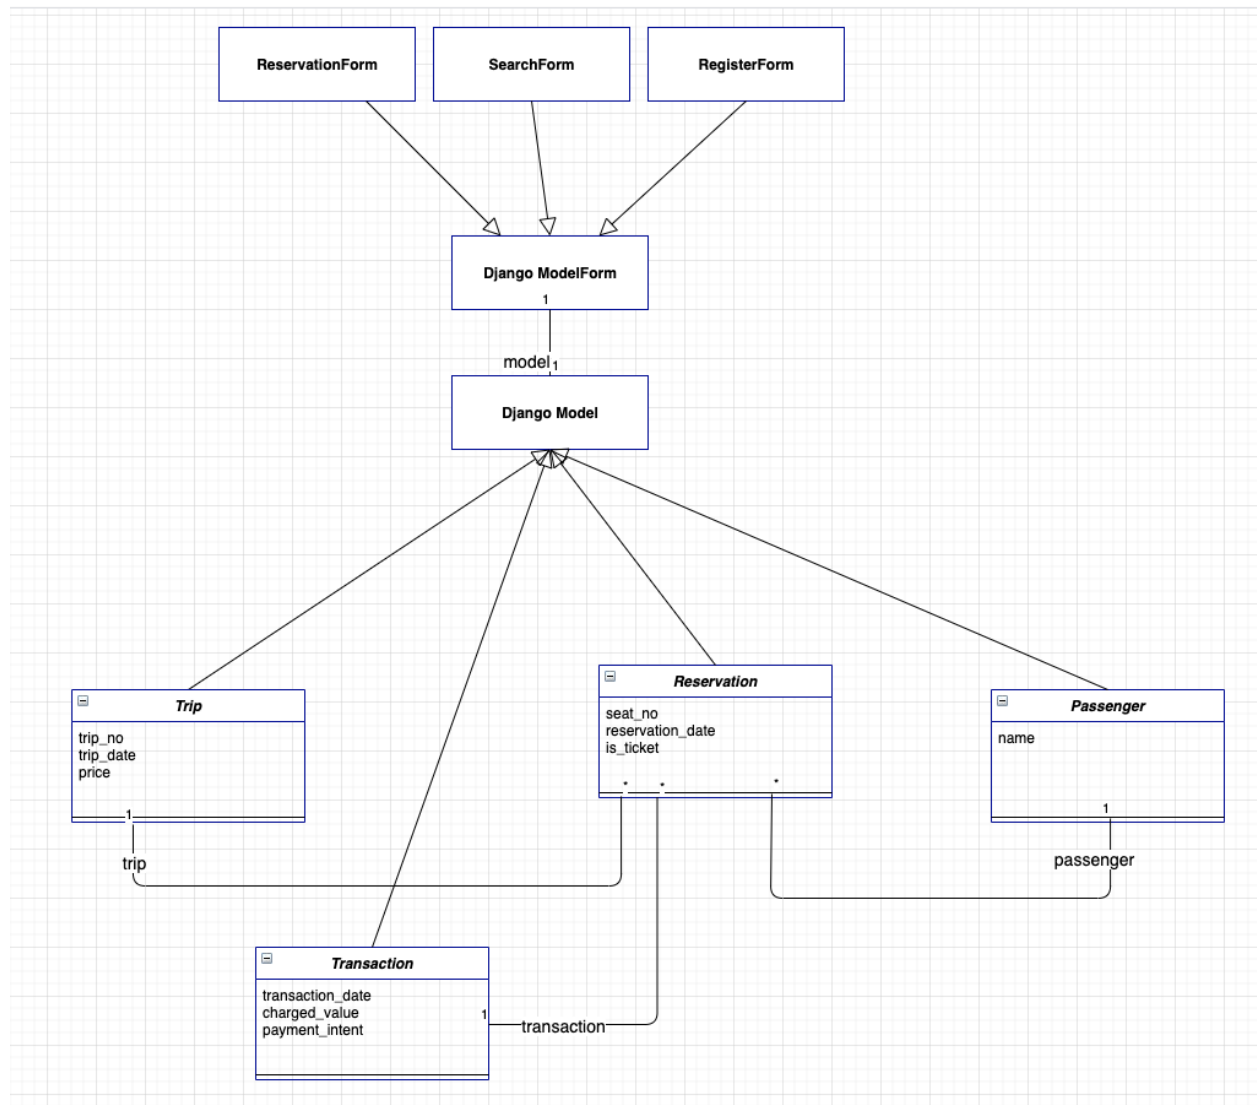 ReservationForm
SearchForm
RegisterForm
Django ModelForm
1
model
1
Django Model
Reservation
seat_no
reservation_date
is_ticket
*
*
*
Trip
trip_no
trip_date
price
1
trip
Passenger
name
1
passenger
Transaction
transaction_date
charged_value
payment_intent
1
transaction